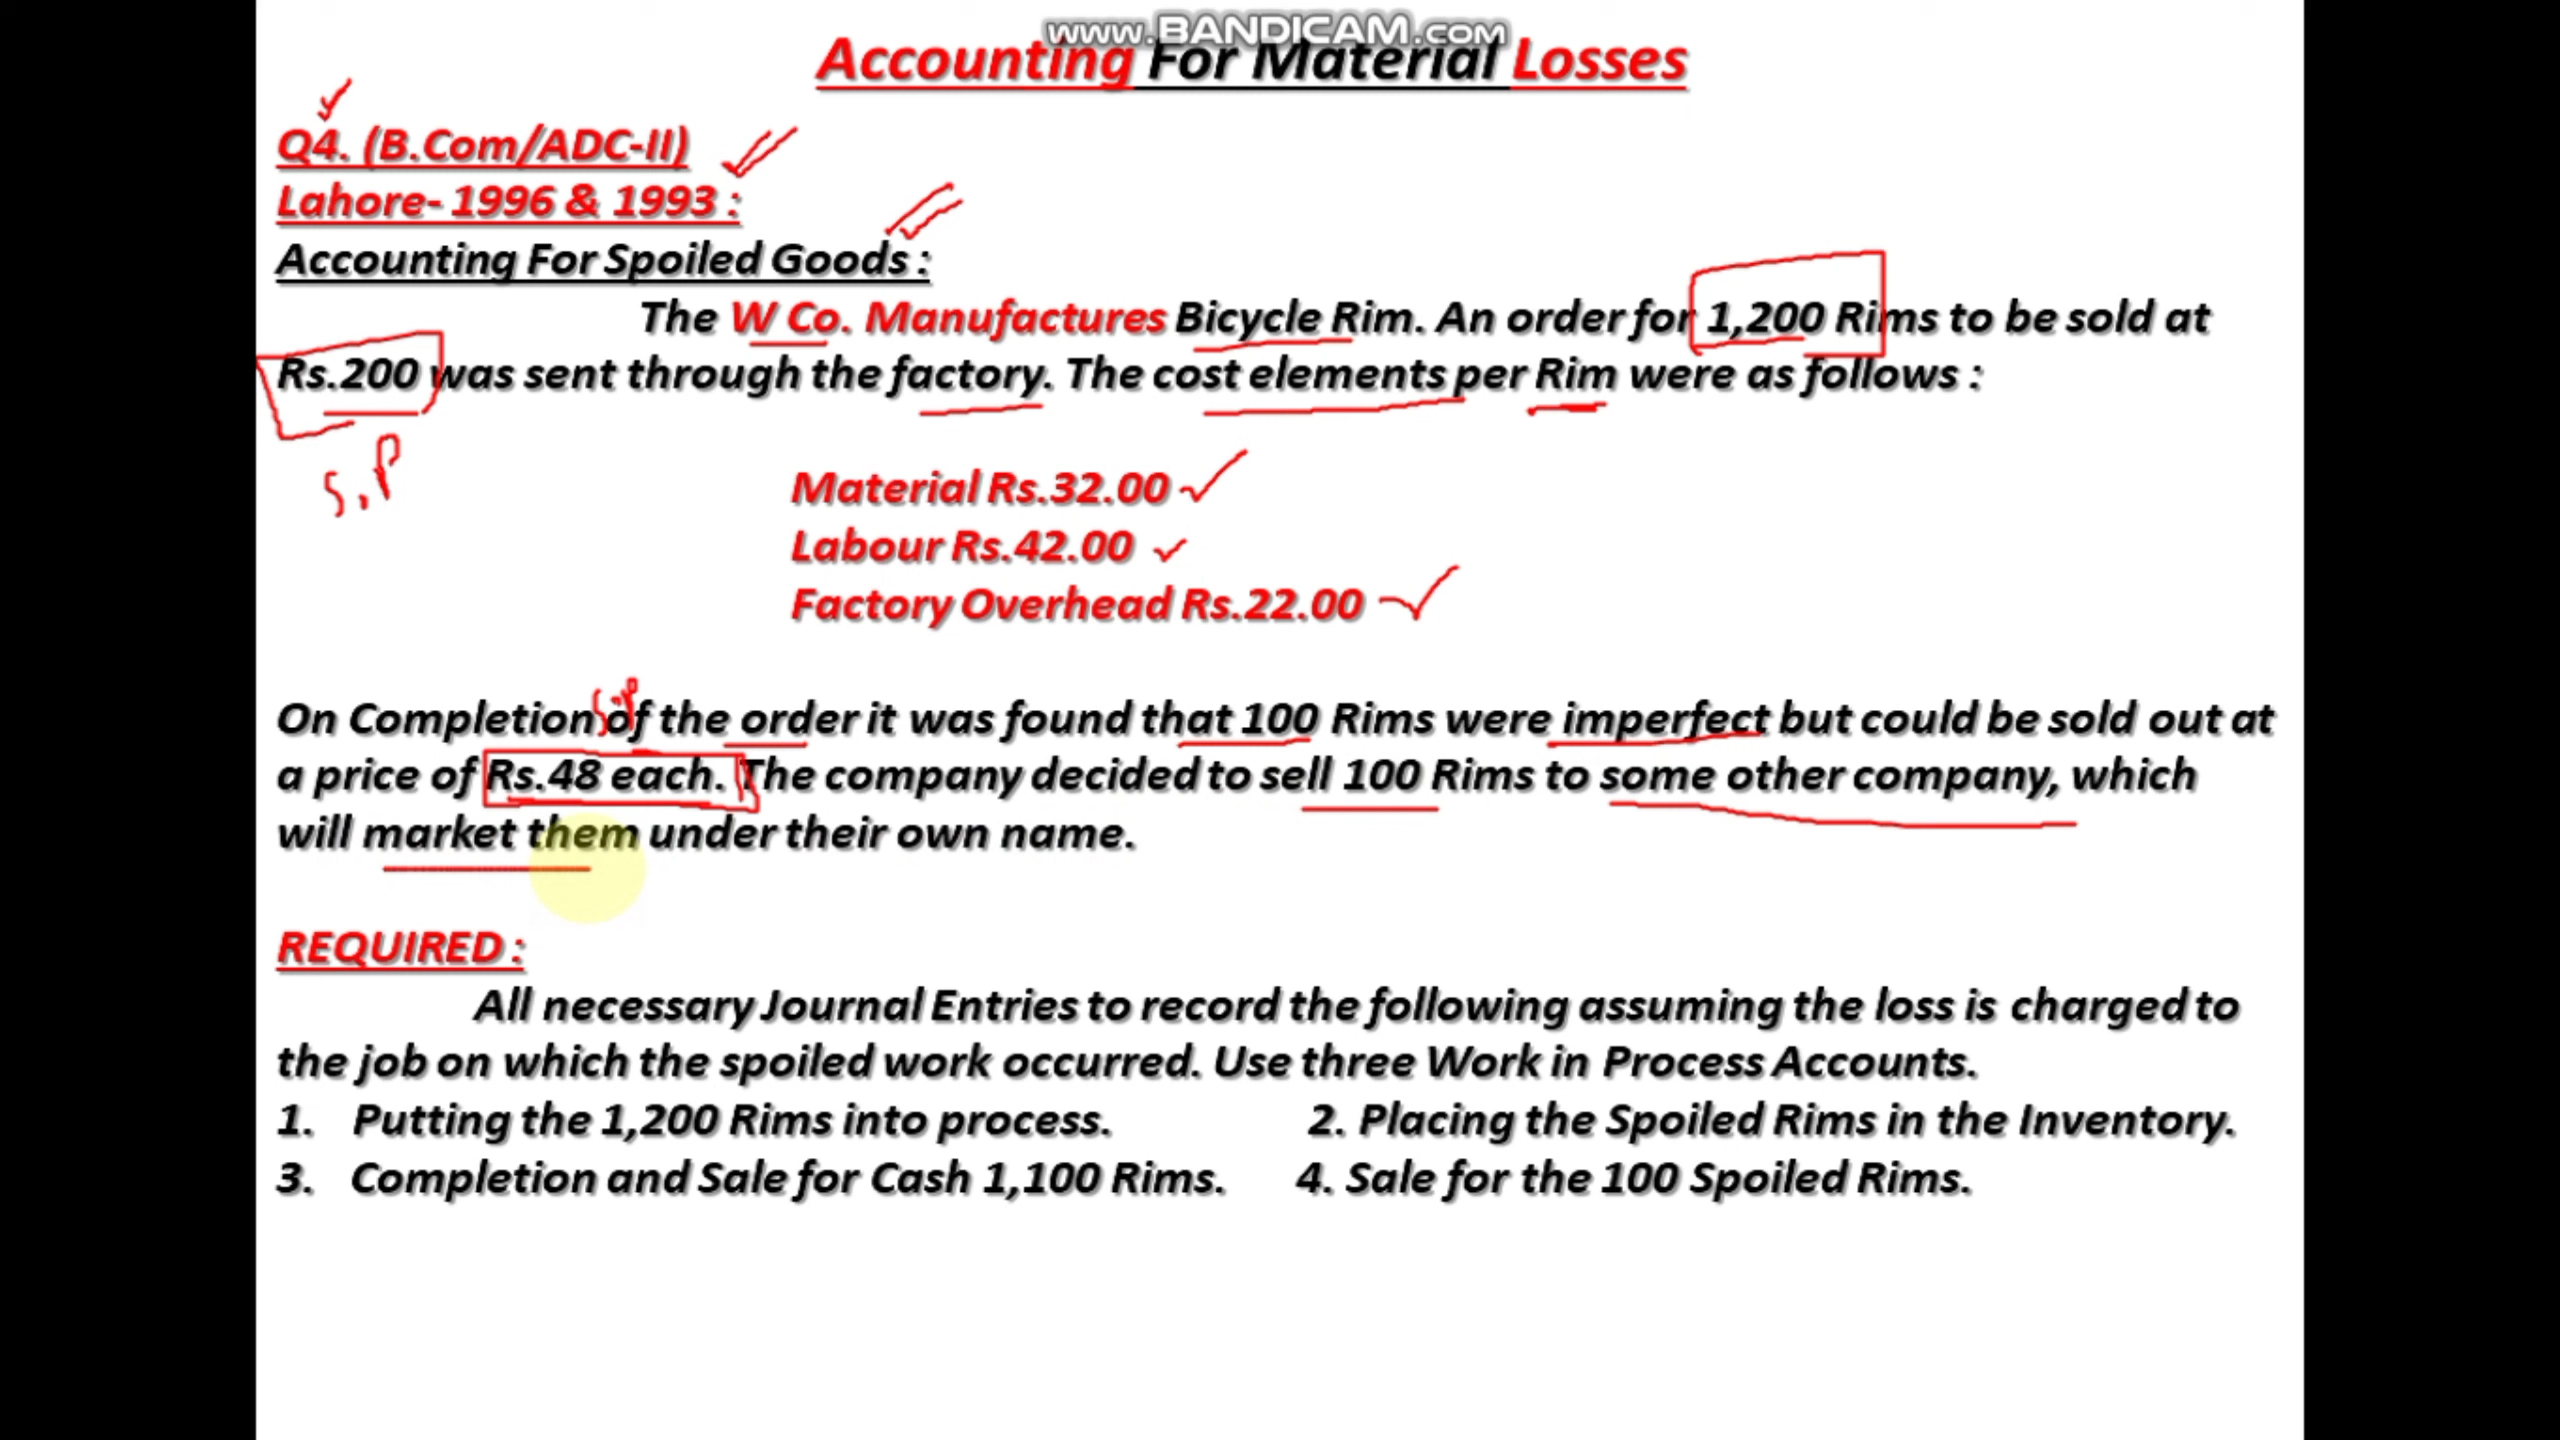 www.BANDICAM.com
Accounting For Material Losses
Q4. (B.Com/ADC-II)
Lahore- 1996 & 1993 :
Accounting For Spoiled Goods :
The W Co. Manufactures Bicycle Rim. An order for 1,200 Rims to be sold at
Rs.200 was sent through the factory. The cost elements per Rim were as follows :
S.P
Material Rs.32.00
Labour Rs.42.00
Factory Overhead Rs.22.00
S.P
On Completion of the order it was found that 100 Rims were imperfect but could be sold out at
a price of Rs.48 each. The company decided to sell 100 Rims to some other company, which
will market them under their own name.
REQUIRED :
All necessary Journal Entries to record the following assuming the loss is charged to
the job on which the spoiled work occurred. Use three Work in Process Accounts.
1. Putting the 1,200 Rims into process. 2. Placing the Spoiled Rims in the Inventory.
3. Completion and Sale for Cash 1,100 Rims. 4. Sale for the 100 Spoiled Rims.